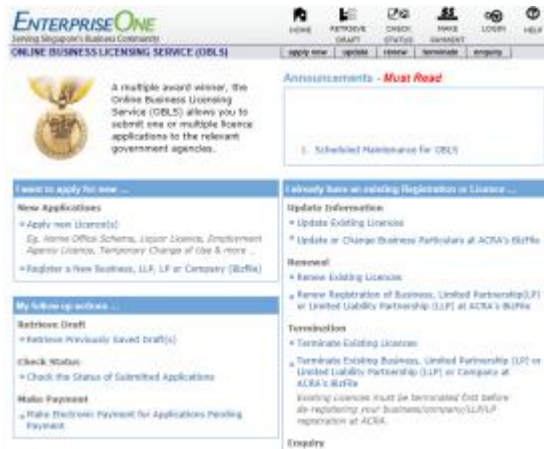 ENTERPRISEONE
Serving Singapore's Business Community
HOME
RETRIEVE DRAFT
CHECK STATUS
MAKE PAYMENT
LOGIN
HELP
ONLINE BUSINESS LICENSING SERVICE (OBLS)
apply now | update | renew | terminate | enquiry
A multiple award winner, the
Online Business Licensing
Service (OBLS) allows you to
submit one or multiple licence
applications to the relevant
government agencies.
Announcements - Must Read
1. Scheduled Maintenance for OBLS
I want to apply for new ...
New Applications
Apply new Licence(s)
Eg. Home Office Scheme, Liquor Licence, Employment
Agency Licence, Temporary Change of Use & more ...
Register a New Business, LLP, LP or Company (BizFile)
My follow up actions ...
Retrieve Draft
Retrieve Previously Saved Draft(s)
Check Status
Check the Status of Submitted Applications
Make Payment
Make Electronic Payment for Applications Pending
Payment
I already have an existing Registration or Licence ...
Update Information
Update Existing Licences
Update or Change Business Particulars at ACRA's BizFile
Renewal
Renew Existing Licences
Renew Registration of Business, Limited Partnership(LP)
or Limited Liability Partnership (LLP) at ACRA's BizFile
Termination
Terminate Existing Licences
Terminate Existing Business, Limited Partnership (LP) or
Limited Liability Partnership (LLP) or Company at
ACRA's BizFile
Existing Licences must be terminated first before
de-registering your business/company/LLP/LP
registration at ACRA.
Enquiry